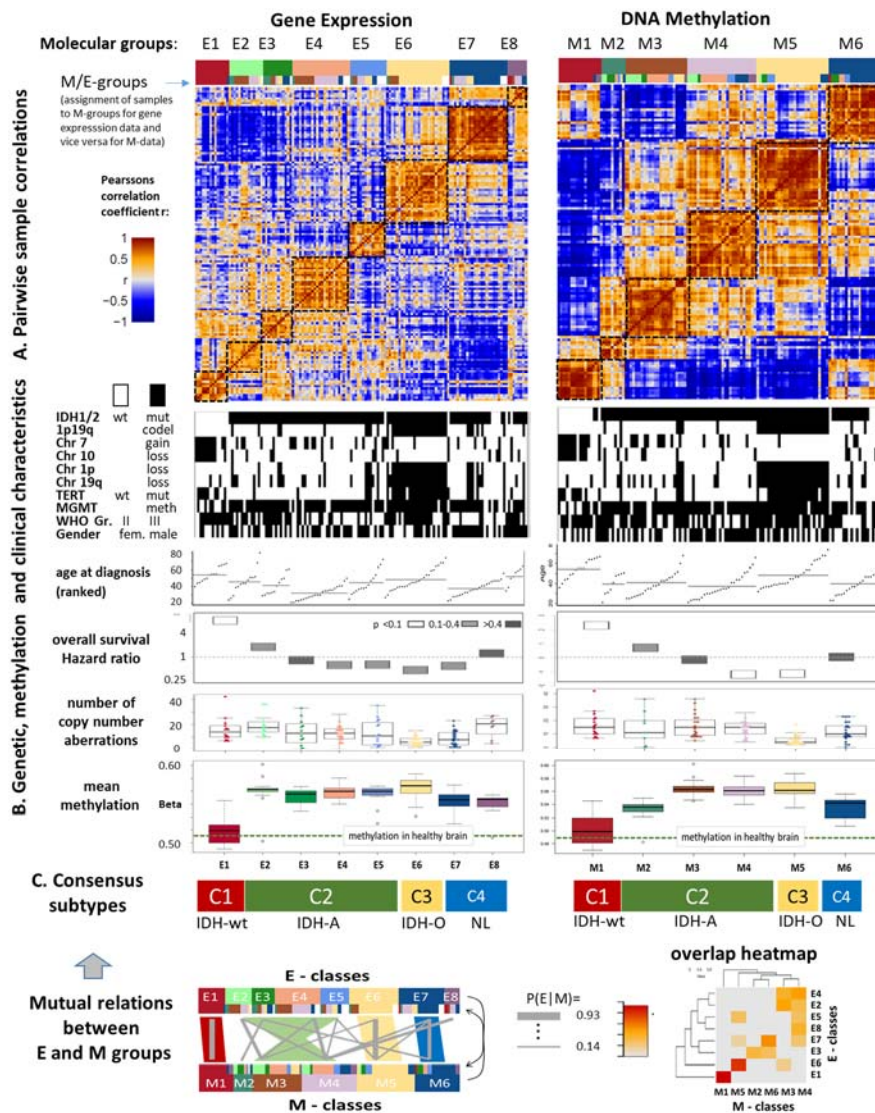 Gene Expression
DNA Methylation
Molecular groups: E1 E2 E3 E4 E5 E6 E7 E8
M1 M2 M3 M4 M5 M6
M/E-groups
(assignment of samples
to M-groups for gene
expresssion data and
vice versa for M-data)
A. Pairwise sample correlations
Pearssons
correlation
coefficient r:
1
0.5
r
−0.5
−1
B. Genetic, methylation and clinical characteristics
IDH1/2 wt mut
1p19q codel
Chr 7 gain
Chr 10 loss
Chr 1p loss
Chr 19q loss
TERT wt mut
MGMT meth
WHO Gr. II III
Gender fem. male
age at diagnosis
(ranked)
80
60
40
20
Age
80
60
40
20
overall survival
Hazard ratio
4
1
0.25
p <0.1 0.1-0.4 >0.4
number of
copy number
aberrations
40
20
0
mean
methylation
0.60
Beta
0.50
methylation in healthy brain
methylation in healthy brain
E1 E2 E3 E4 E5 E6 E7 E8
M1 M2 M3 M4 M5 M6
C. Consensus
subtypes
C1 C2 C3 C4
IDH-wt IDH-A IDH-O NL
C1 C2 C3 C4
IDH-wt IDH-A IDH-O NL
Mutual relations
between
E and M groups
E - classes
E1 E2 E3 E4 E5 E6 E7 E8
M1 M2 M3 M4 M5 M6
M - classes
P(E|M)=
0.93
0.14
overlap heatmap
E4
E2
E5
E8
E7
E3
E6
E1
E - classes
M1 M5 M2 M6 M3 M4
M - classes